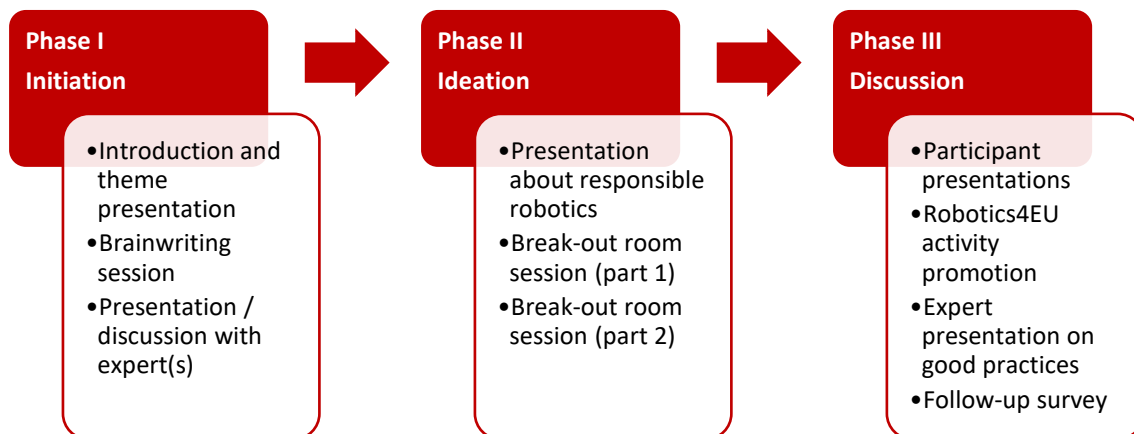 Phase I
Initiation
•Introduction and
theme
presentation
•Brainwriting
session
•Presentation /
discussion with
expert(s)
Phase II
Ideation
•Presentation
about responsible
robotics
•Break-out room
session (part 1)
•Break-out room
session (part 2)
Phase III
Discussion
•Participant
presentations
•Robotics4EU
activity
promotion
•Expert
presentation on
good practices
•Follow-up survey